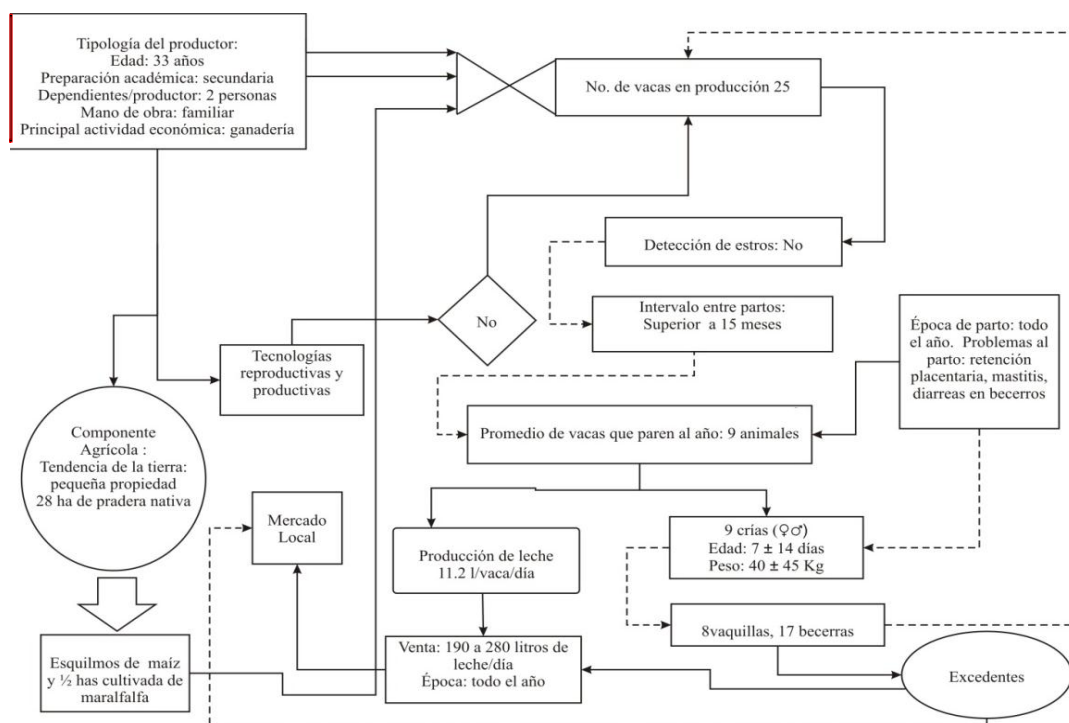 Tipología del productor:
Edad: 33 años
Preparación académica: secundaria
Dependientes/productor: 2 personas
Mano de obra: familiar
Principal actividad económica: ganadería
No. de vacas en producción 25
Detección de estros: No
No
Intervalo entre partos:
Superior a 15 meses
Época de parto: todo
el año. Problemas al
parto: retención
placentaria, mastitis,
diarreas en becerros
Tecnologías
reproductivas y
productivas
Componente
Agrícola :
Tendencia de la tierra:
pequeña propiedad
28 ha de pradera nativa
Promedio de vacas que paren al año: 9 animales
Mercado
Local
Producción de leche
11.2 l/vaca/día
9 crías (♀♂)
Edad: 7 ± 14 días
Peso: 40 ± 45 Kg
8vaquillas, 17 becerras
Esquilmos de maíz
y ½ has cultivada de
maralfalfa
Venta: 190 a 280 litros de
leche/día
Época: todo el año
Excedentes